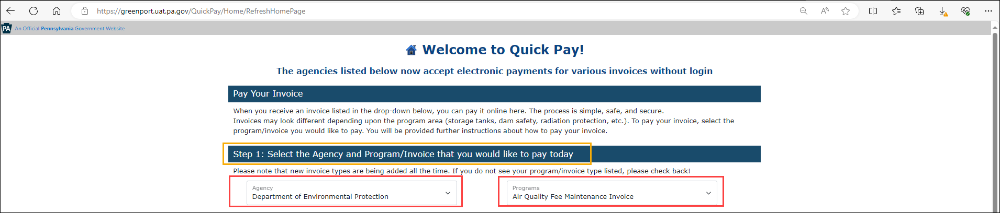 https://greenport.uat.pa.gov/QuickPay/Home/RefreshHomePage
PA An Official Pennsylvania Government Website
Welcome to Quick Pay!
The agencies listed below now accept electronic payments for various invoices without login
Pay Your Invoice
When you receive an invoice listed in the drop-down below, you can pay it online here. The process is simple, safe, and secure.
Invoices may look different depending upon the program area (storage tanks, dam safety, radiation protection, etc.). To pay your invoice, select the
program/invoice you would like to pay. You will be provided further instructions about how to pay your invoice.
Step 1: Select the Agency and Program/Invoice that you would like to pay today
Please note that new invoice types are being added all the time. If you do not see your program/invoice type listed, please check back!
Agency
Department of Environmental Protection
Programs
Air Quality Fee Maintenance Invoice